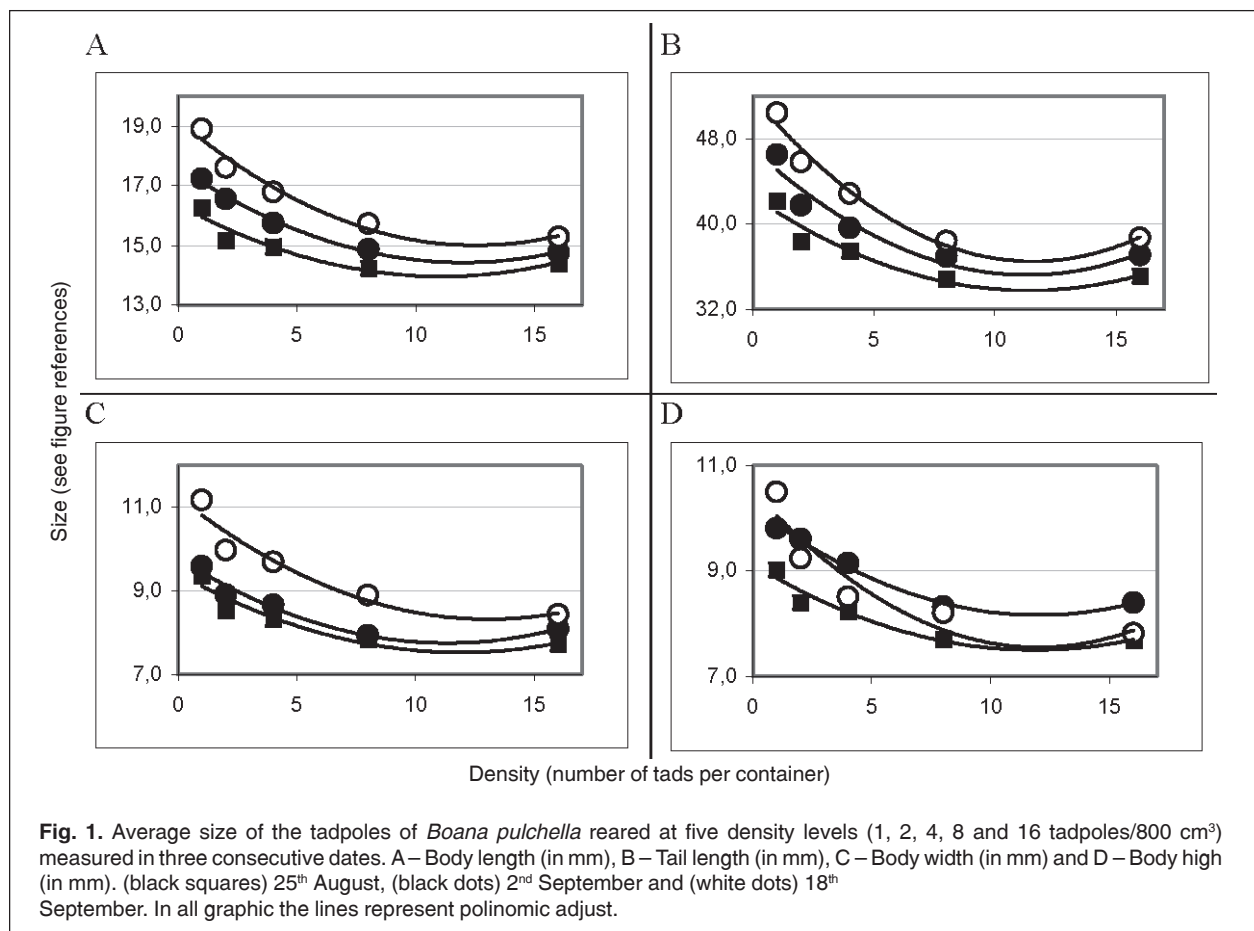 A
B
19,0
17,0
15,0
13,0
0
5
10
15
48,0
40,0
32,0
0
5
10
15
Size (see figure references)
C
D
11,0
9,0
7,0
0
5
10
15
11,0
9,0
7,0
0
5
10
15
Density (number of tads per container)
Fig. 1. Average size of the tadpoles of Boana pulchella reared at five density levels (1, 2, 4, 8 and 16 tadpoles/800 cm³)
measured in three consecutive dates. A – Body length (in mm), B – Tail length (in mm), C – Body width (in mm) and D – Body high
(in mm). (black squares) 25th August, (black dots) 2nd September and (white dots) 18th
September. In all graphic the lines represent polinomic adjust.